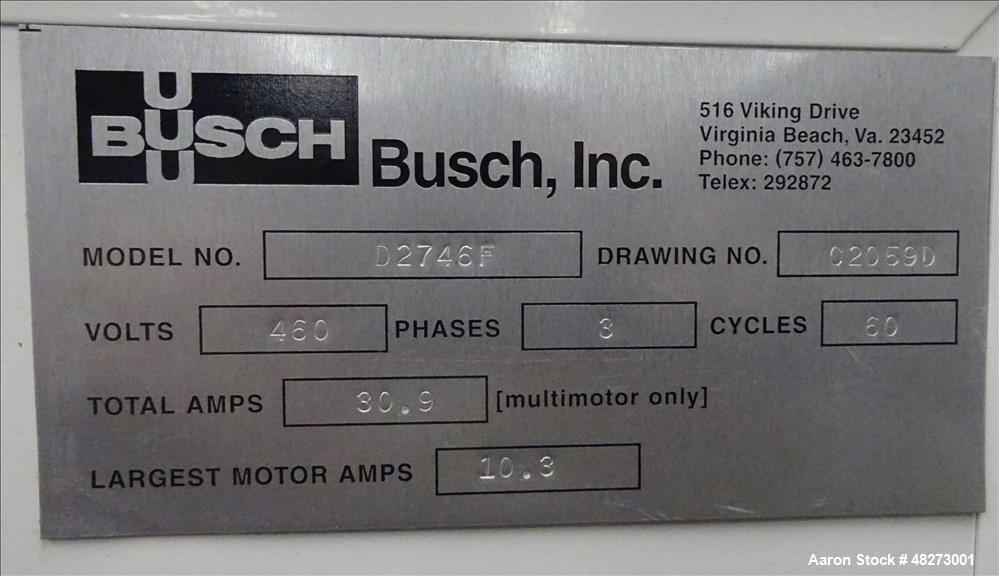 BUSCH
Busch, Inc.
516 Viking Drive
Virginia Beach, Va. 23452
Phone: (757) 463-7800
Telex: 292872
MODEL NO. D2746F DRAWING NO. C2059D
VOLTS 460 PHASES 3 CYCLES 60
TOTAL AMPS 30.9 [multimotor only]
LARGEST MOTOR AMPS 10.3
Aaron Stock # 48273001